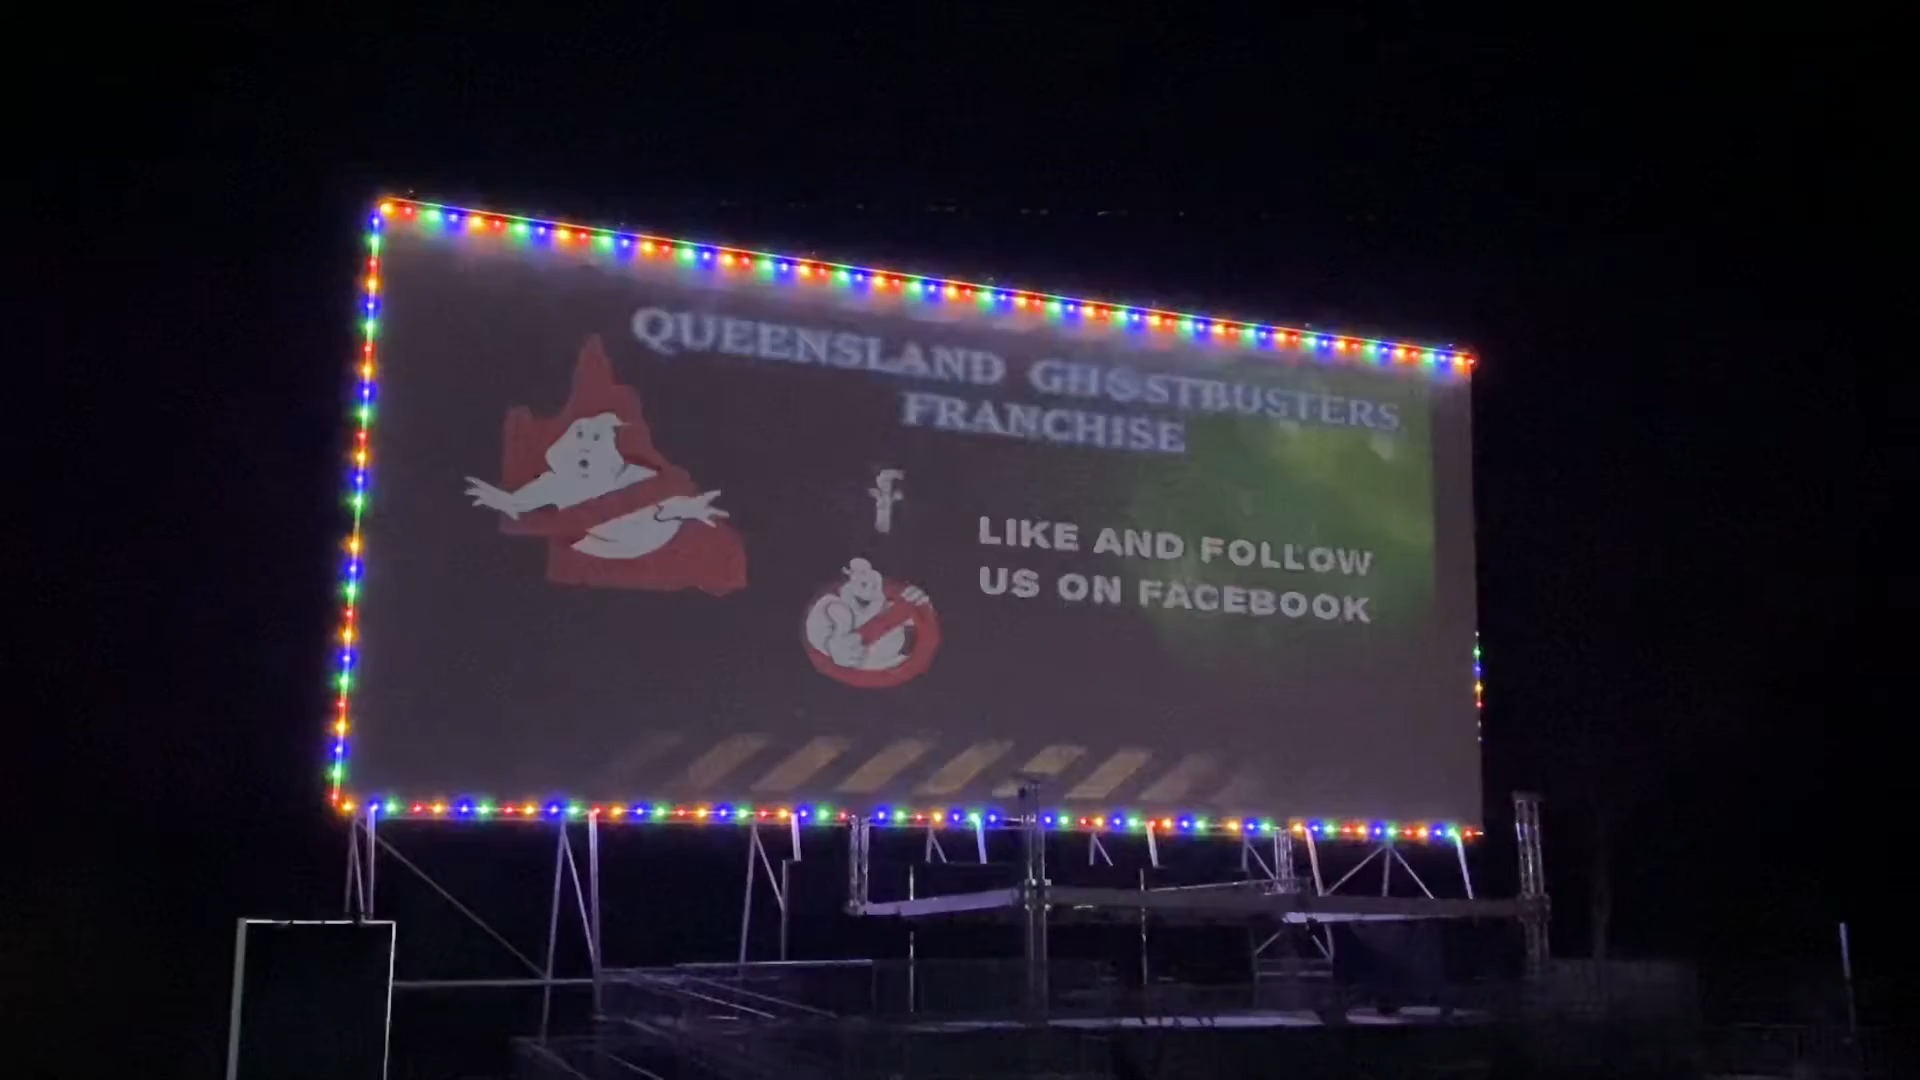 QUEENSLAND GHOSTBUSTERS
FRANCHISE
f
LIKE AND FOLLOW
US ON FACEBOOK